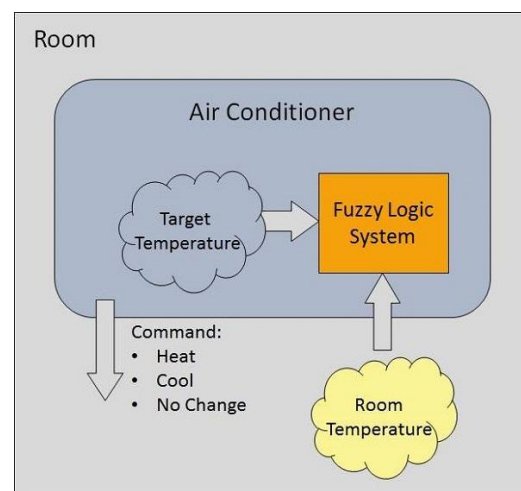 Room
Air Conditioner
Target
Temperature
Fuzzy Logic
System
Command:
• Heat
• Cool
• No Change
Room
Temperature